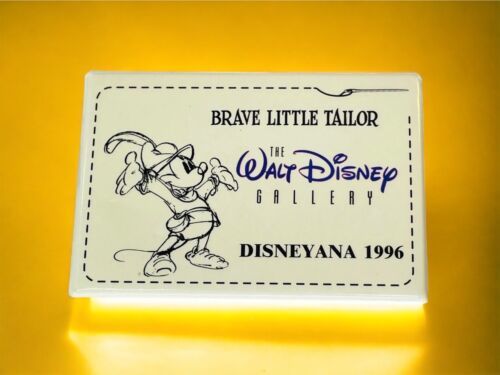 BRAVE LITTLE TAILOR
THE
WALT DISNEY
GALLERY
DISNEYANA 1996